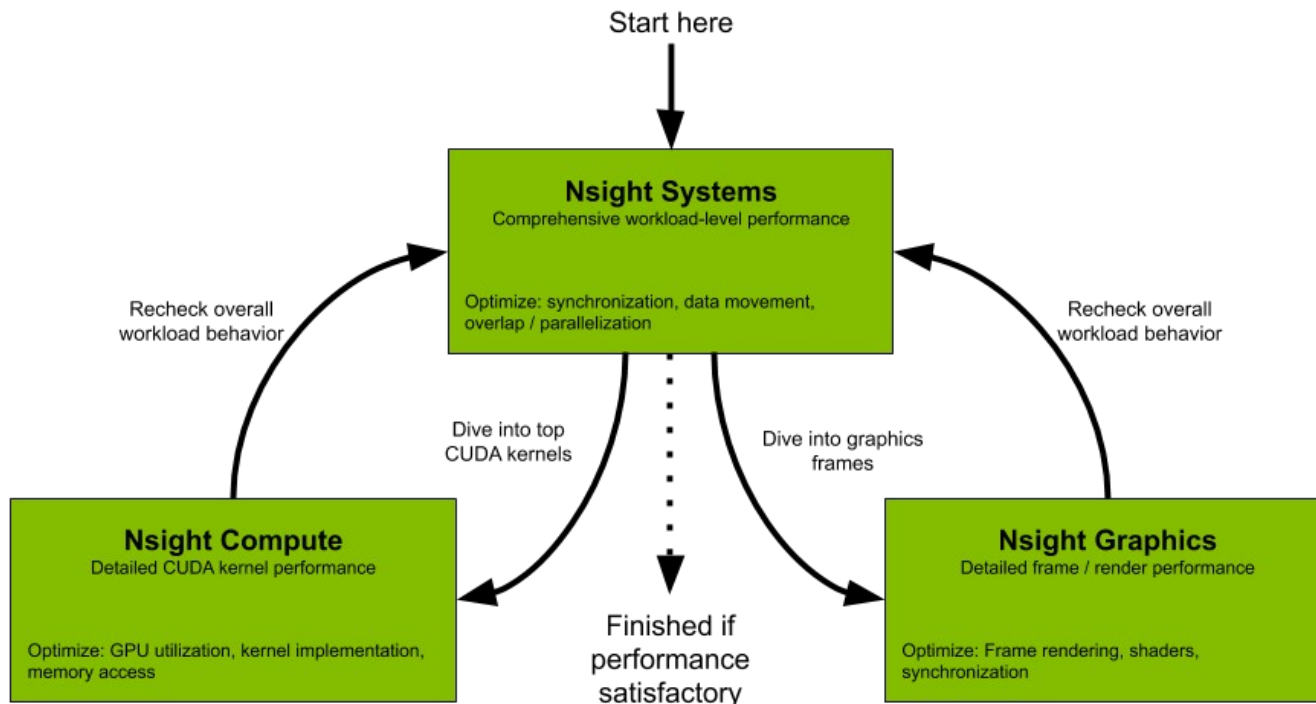 Start here
Nsight Systems
Comprehensive workload-level performance
Optimize: synchronization, data movement,
overlap / parallelization
Recheck overall
workload behavior
Recheck overall
workload behavior
Dive into top
CUDA kernels
Dive into graphics
frames
Nsight Compute
Detailed CUDA kernel performance
Optimize: GPU utilization, kernel implementation,
memory access
Finished if
performance
satisfactory
Nsight Graphics
Detailed frame / render performance
Optimize: Frame rendering, shaders,
synchronization